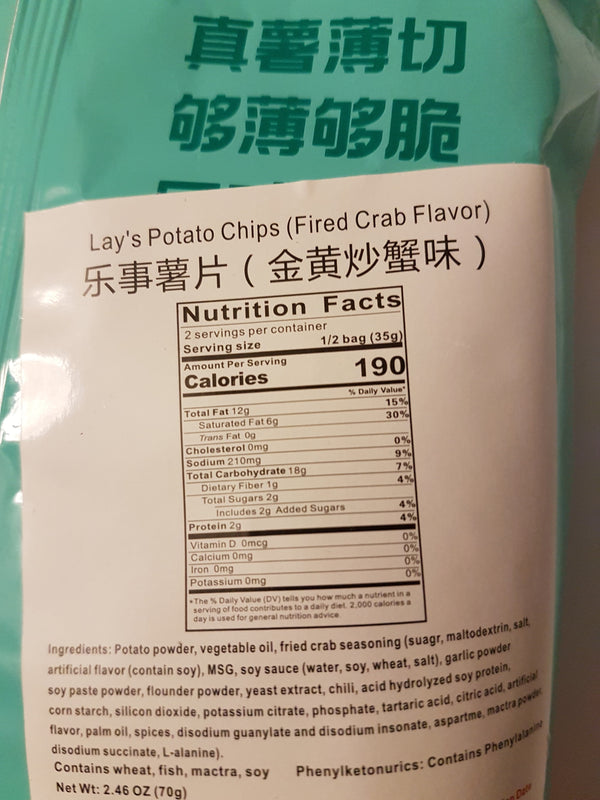 真薯薄切
够薄够脆
Lay's Potato Chips (Fired Crab Flavor)
乐事薯片 ( 金黄炒蟹味 )
Nutrition Facts
2 servings per container
Serving size 1/2 bag (35g)
Amount Per Serving
Calories 190
% Daily Value*
Total Fat 12g 15%
Saturated Fat 6g 30%
Trans Fat 0g
Cholesterol 0mg 0%
Sodium 210mg 9%
Total Carbohydrate 18g 7%
Dietary Fiber 1g 4%
Total Sugars 2g
Includes 2g Added Sugars 4%
Protein 2g 4%
Vitamin D 0mcg 0%
Calcium 0mg 0%
Iron 0mg 0%
Potassium 0mg 0%
*The % Daily Value (DV) tells you how much a nutrient in a
serving of food contributes to a daily diet. 2,000 calories a
day is used for general nutrition advice.
Ingredients: Potato powder, vegetable oil, fried crab seasoning (suagr, maltodextrin, salt,
artificial flavor (contain soy), MSG, soy sauce (water, soy, wheat, salt), garlic powder
soy paste powder, flounder powder, yeast extract, chili, acid hydrolyzed soy protein,
corn starch, silicon dioxide, potassium citrate, phosphate, tartaric acid, citric acid, artificial
flavor, palm oil, spices, disodium guanylate and disodium insonate, aspartme, mactra powder,
disodium succinate, L-alanine).
Contains wheat, fish, mactra, soy Phenylketonurics: Contains Phenylalanine
Net Wt: 2.46 OZ (70g)
Date